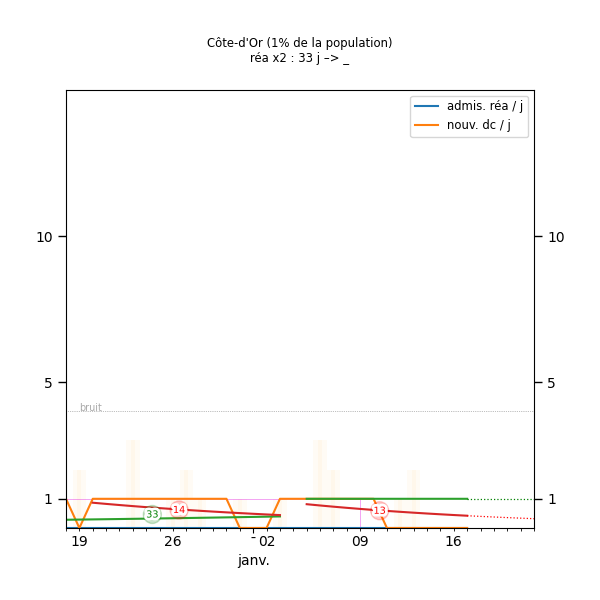 Côte-d'Or (1% de la population)
réa x2 : 33 j –> _
admis. réa / j
nouv. dc / j
10 10
5 5
bruit
1 1
33 -14 -13
19 26 - 02 09 16
janv.